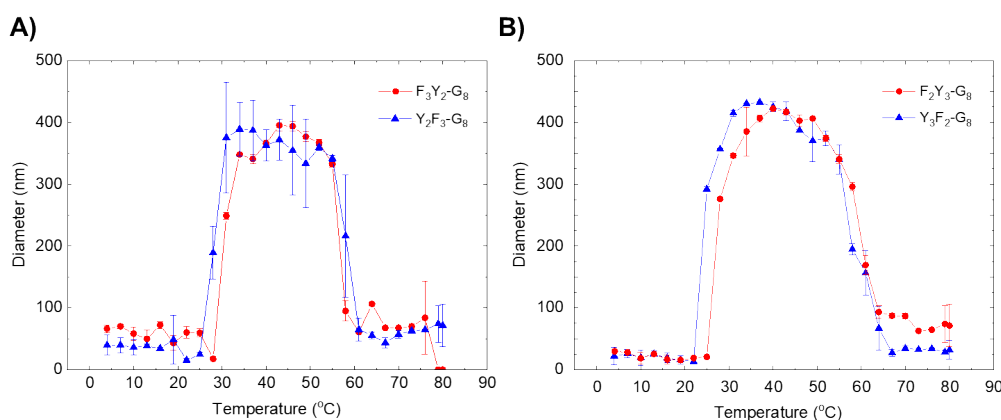 A)
B)
500
400
300
200
100
0
Diameter (nm)
F₃Y₂-G₈
Y₂F₃-G₈
0 10 20 30 40 50 60 70 80 90
Temperature (°C)
500
400
300
200
100
0
Diameter (nm)
F₂Y₃-G₈
Y₃F₂-G₈
0 10 20 30 40 50 60 70 80 90
Temperature (°C)